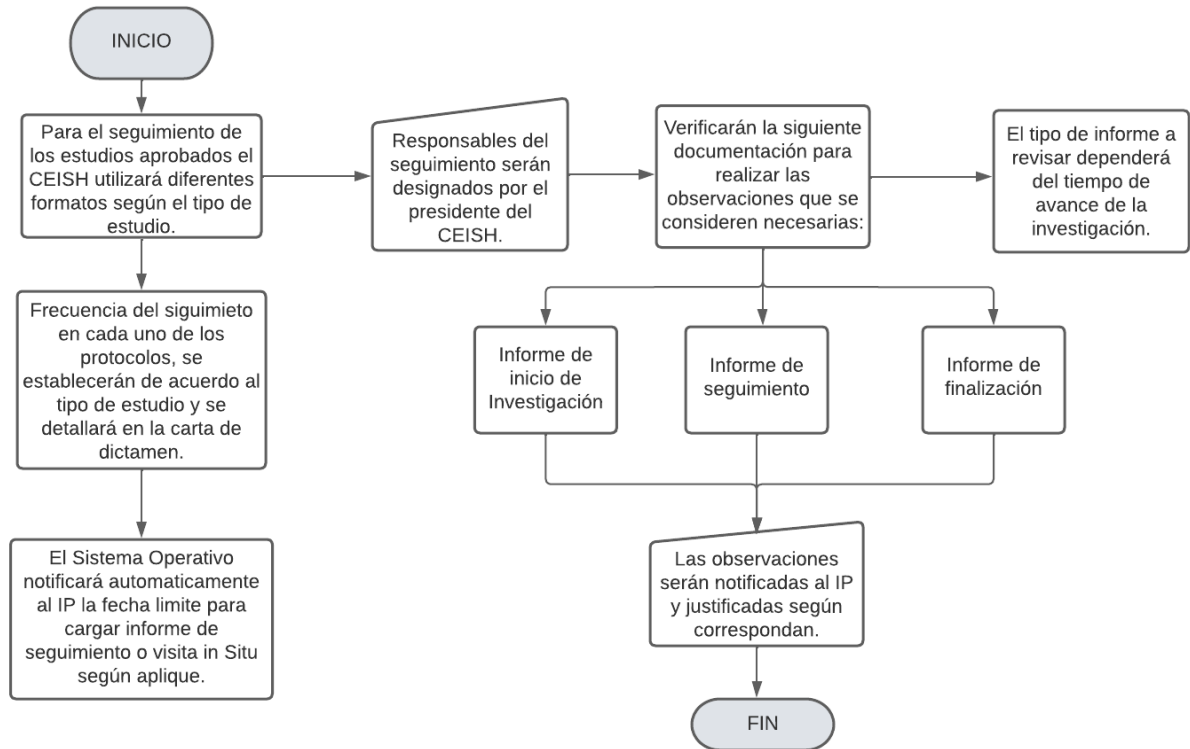 INICIO
Para el seguimiento de
los estudios aprobados el
CEISH utilizará diferentes
formatos según el tipo de
estudio.
Responsables del
seguimiento serán
designados por el
presidente del
CEISH.
Verificarán la siguiente
documentación para
realizar las
observaciones que se
consideren necesarias:
El tipo de informe a
revisar dependerá
del tiempo de
avance de la
investigación.
Frecuencia del siguimieto
en cada uno de los
protocolos, se
establecerán de acuerdo al
tipo de estudio y se
detallará en la carta de
dictamen.
Informe de
inicio de
Investigación
Informe de
seguimiento
Informe de
finalización
El Sistema Operativo
notificará automaticamente
al IP la fecha limite para
cargar informe de
seguimiento o visita in Situ
según aplique.
Las observaciones
serán notificadas al IP
y justificadas según
correspondan.
FIN